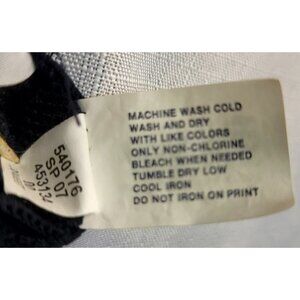 MACHINE WASH COLD
WASH AND DRY
WITH LIKE COLORS
ONLY NON-CHLORINE
BLEACH WHEN NEEDED
TUMBLE DRY LOW
COOL IRON
DO NOT IRON ON PRINT
540176
SP 07